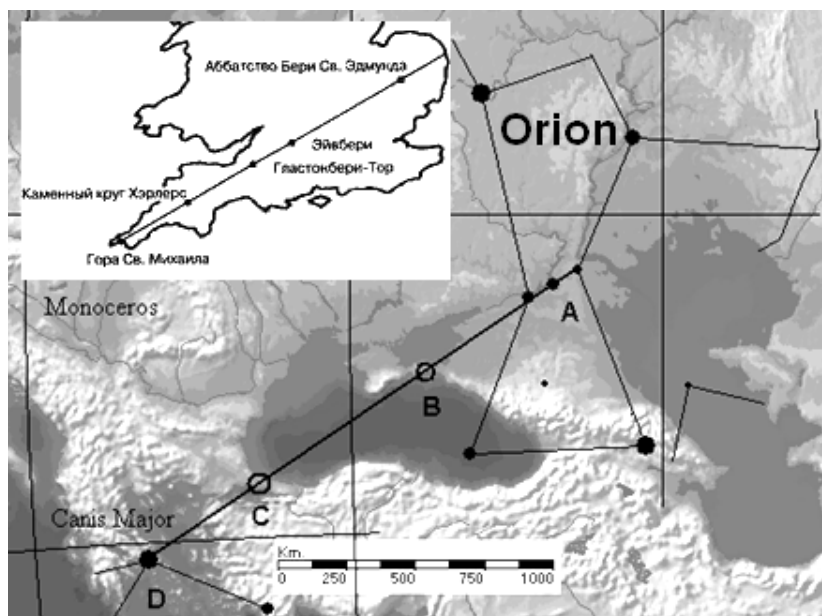 Аббатство Бери Св. Эдмунда
Эйвбери
Гластонбери-Тор
Каменный круг Хэрлерс
Гора Св. Михаила
Orion
Monoceros
A
B
C
Canis Major
D
Km.
0 250 500 750 1000